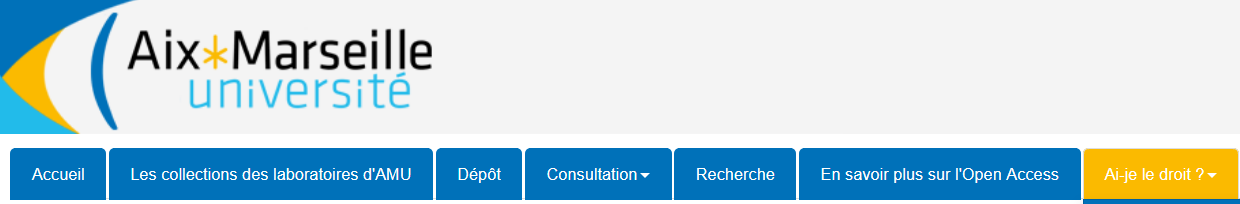 Aix*Marseille
université
Accueil Les collections des laboratoires d'AMU Dépôt Consultation Recherche En savoir plus sur l'Open Access Ai-je le droit ?